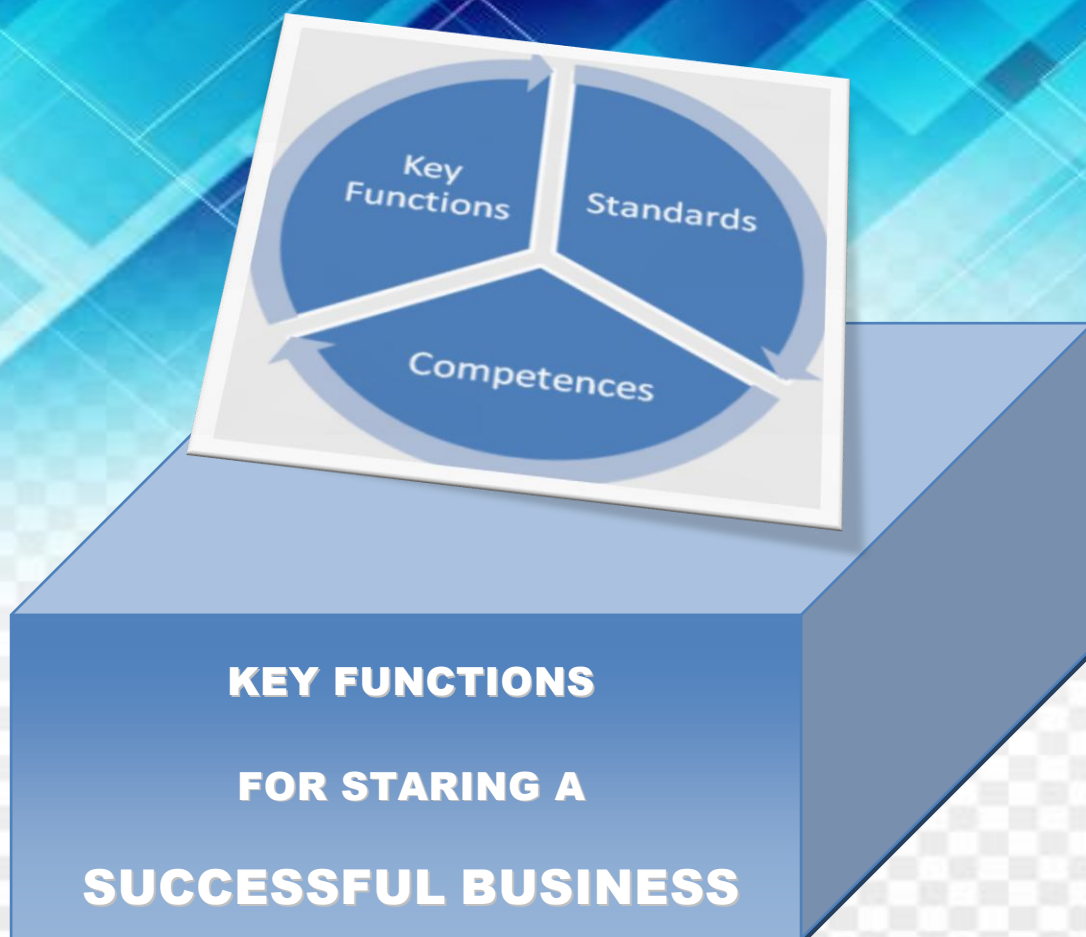 Key
Functions
Standards
Competences
KEY FUNCTIONS
FOR STARING A
SUCCESSFUL BUSINESS